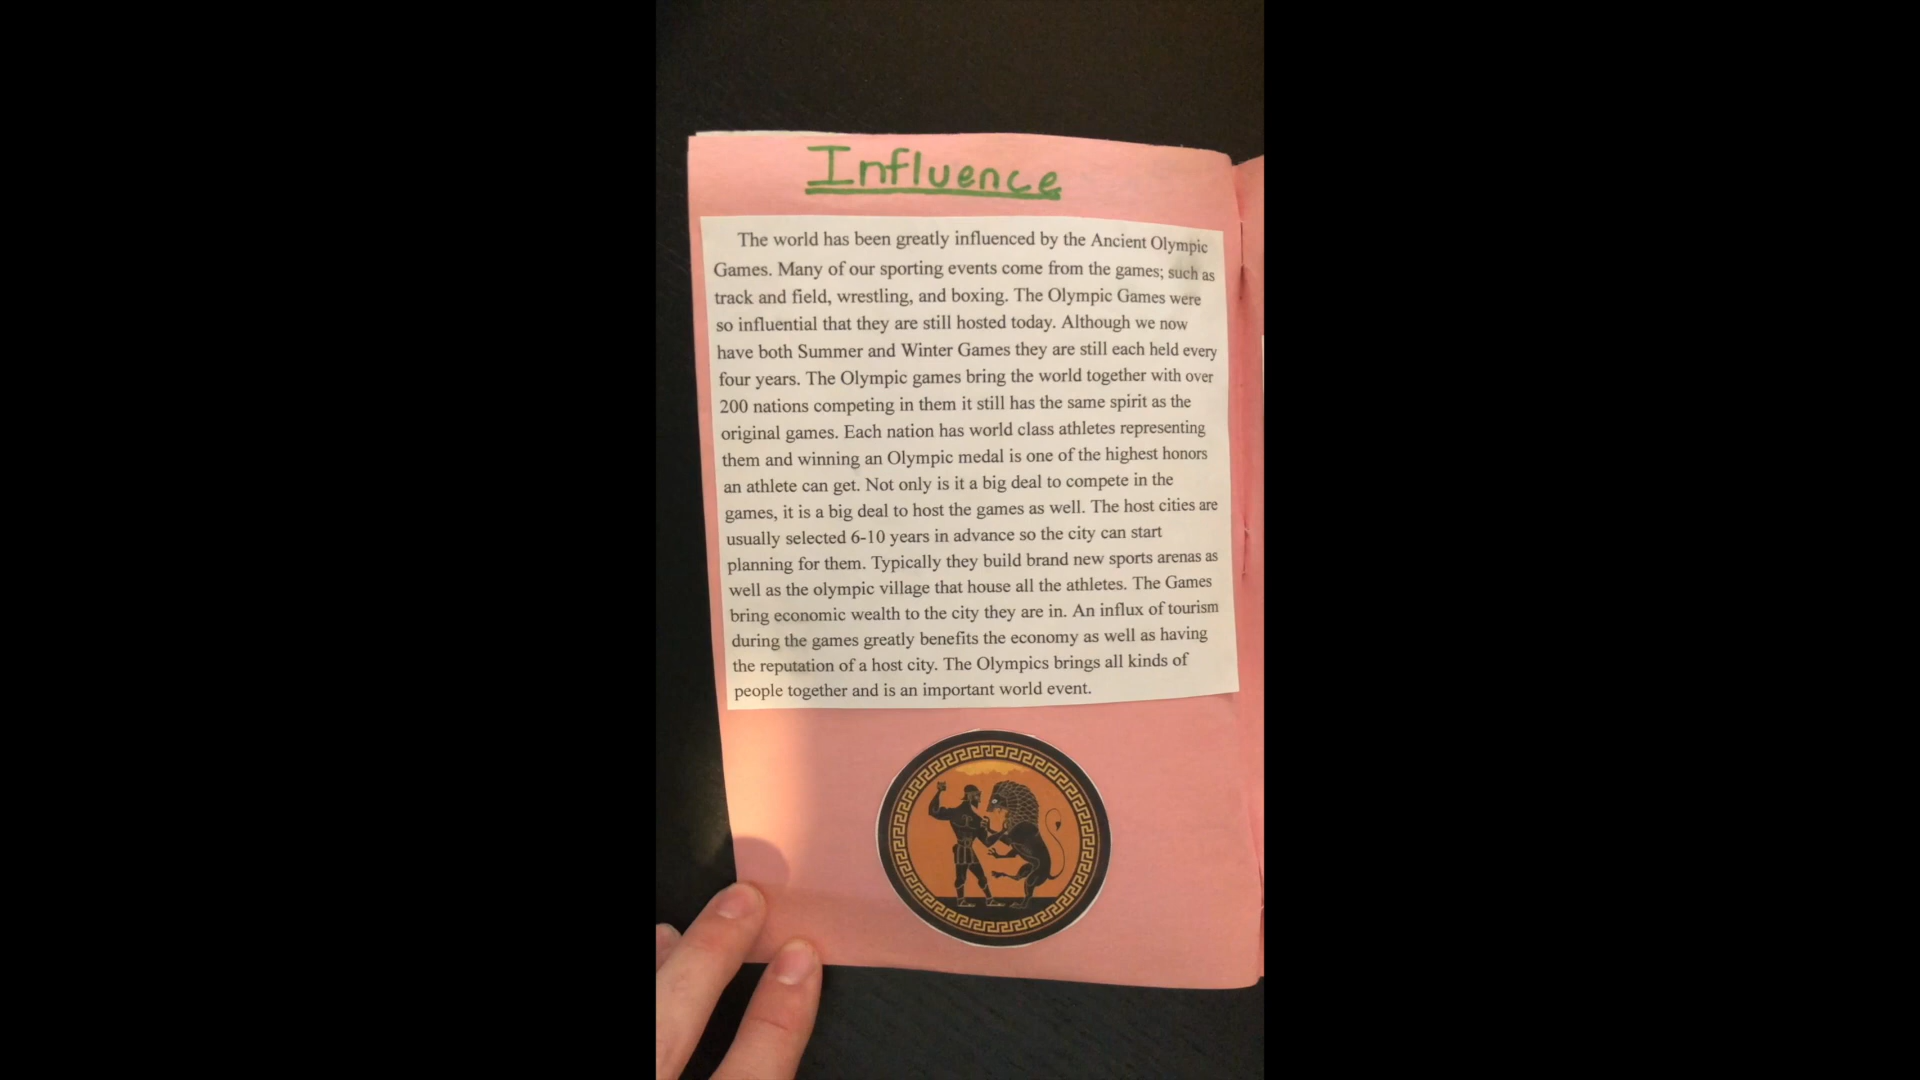 Influence
The world has been greatly influenced by the Ancient Olympic
Games. Many of our sporting events come from the games; such as
track and field, wrestling, and boxing. The Olympic Games were
so influential that they are still hosted today. Although we now
have both Summer and Winter Games they are still each held every
four years. The Olympic games bring the world together with over
200 nations competing in them it still has the same spirit as the
original games. Each nation has world class athletes representing
them and winning an Olympic medal is one of the highest honors
an athlete can get. Not only is it a big deal to compete in the
games, it is a big deal to host the games as well. The host cities are
usually selected 6-10 years in advance so the city can start
planning for them. Typically they build brand new sports arenas as
well as the olympic village that house all the athletes. The Games
bring economic wealth to the city they are in. An influx of tourism
during the games greatly benefits the economy as well as having
the reputation of a host city. The Olympics brings all kinds of
people together and is an important world event.